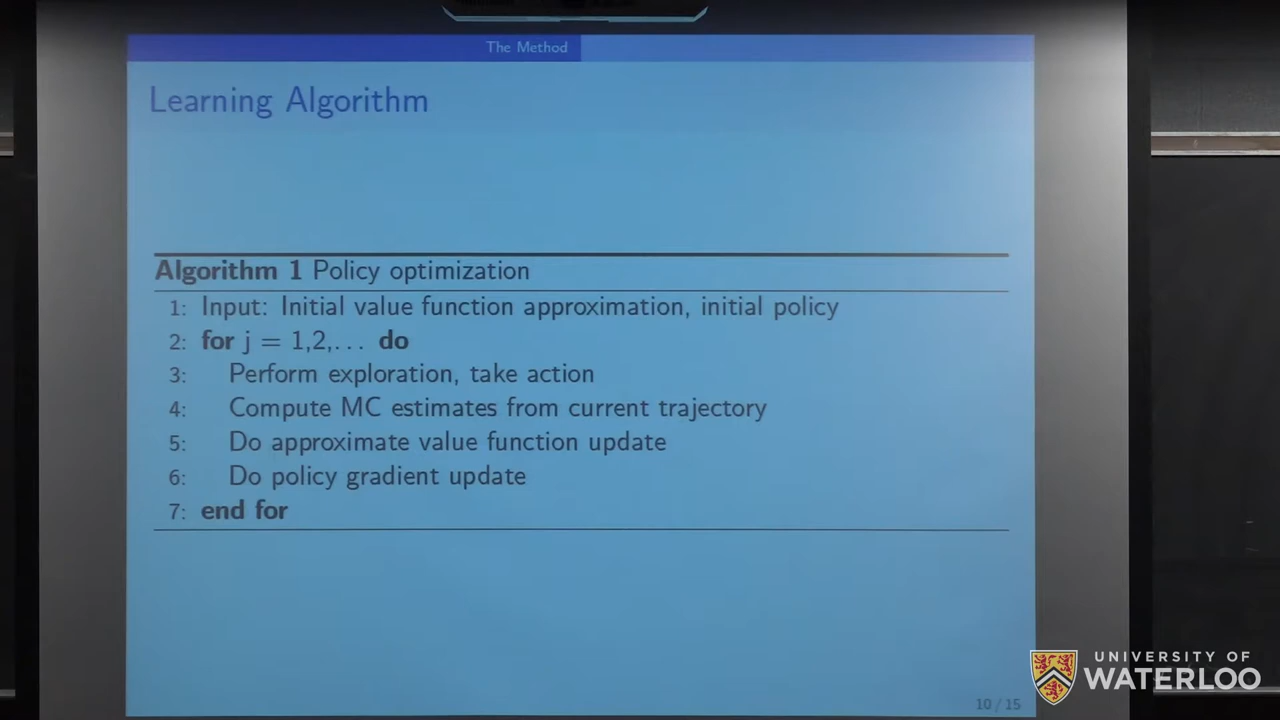 The Method
Learning Algorithm
Algorithm 1 Policy optimization
1: Input: Initial value function approximation, initial policy
2: for j = 1,2,... do
3: Perform exploration, take action
4: Compute MC estimates from current trajectory
5: Do approximate value function update
6: Do policy gradient update
7: end for
10 / 15
UNIVERSITY OF
WATERLOO